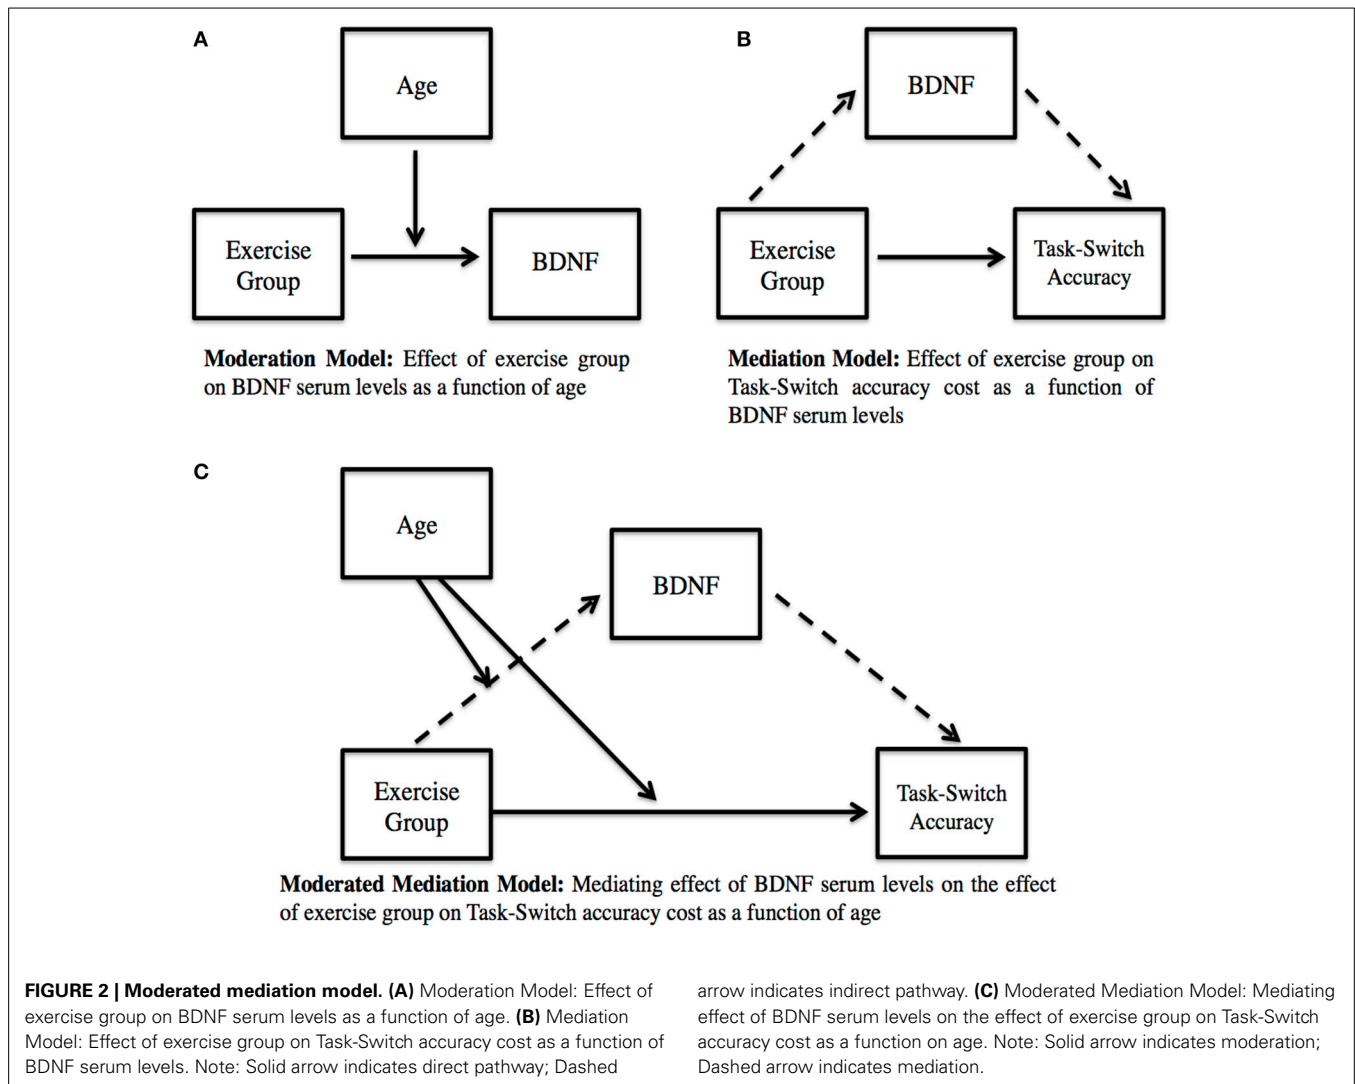 A
Age
Exercise
Group
BDNF
Moderation Model: Effect of exercise group
on BDNF serum levels as a function of age
B
BDNF
Exercise
Group
Task-Switch
Accuracy
Mediation Model: Effect of exercise group on
Task-Switch accuracy cost as a function of
BDNF serum levels
C
Age
BDNF
Exercise
Group
Task-Switch
Accuracy
Moderated Mediation Model: Mediating effect of BDNF serum levels on the effect
of exercise group on Task-Switch accuracy cost as a function of age
FIGURE 2 | Moderated mediation model. (A) Moderation Model: Effect of
exercise group on BDNF serum levels as a function of age. (B) Mediation
Model: Effect of exercise group on Task-Switch accuracy cost as a function of
BDNF serum levels. Note: Solid arrow indicates direct pathway; Dashed
arrow indicates indirect pathway. (C) Moderated Mediation Model: Mediating
effect of BDNF serum levels on the effect of exercise group on Task-Switch
accuracy cost as a function on age. Note: Solid arrow indicates moderation;
Dashed arrow indicates mediation.